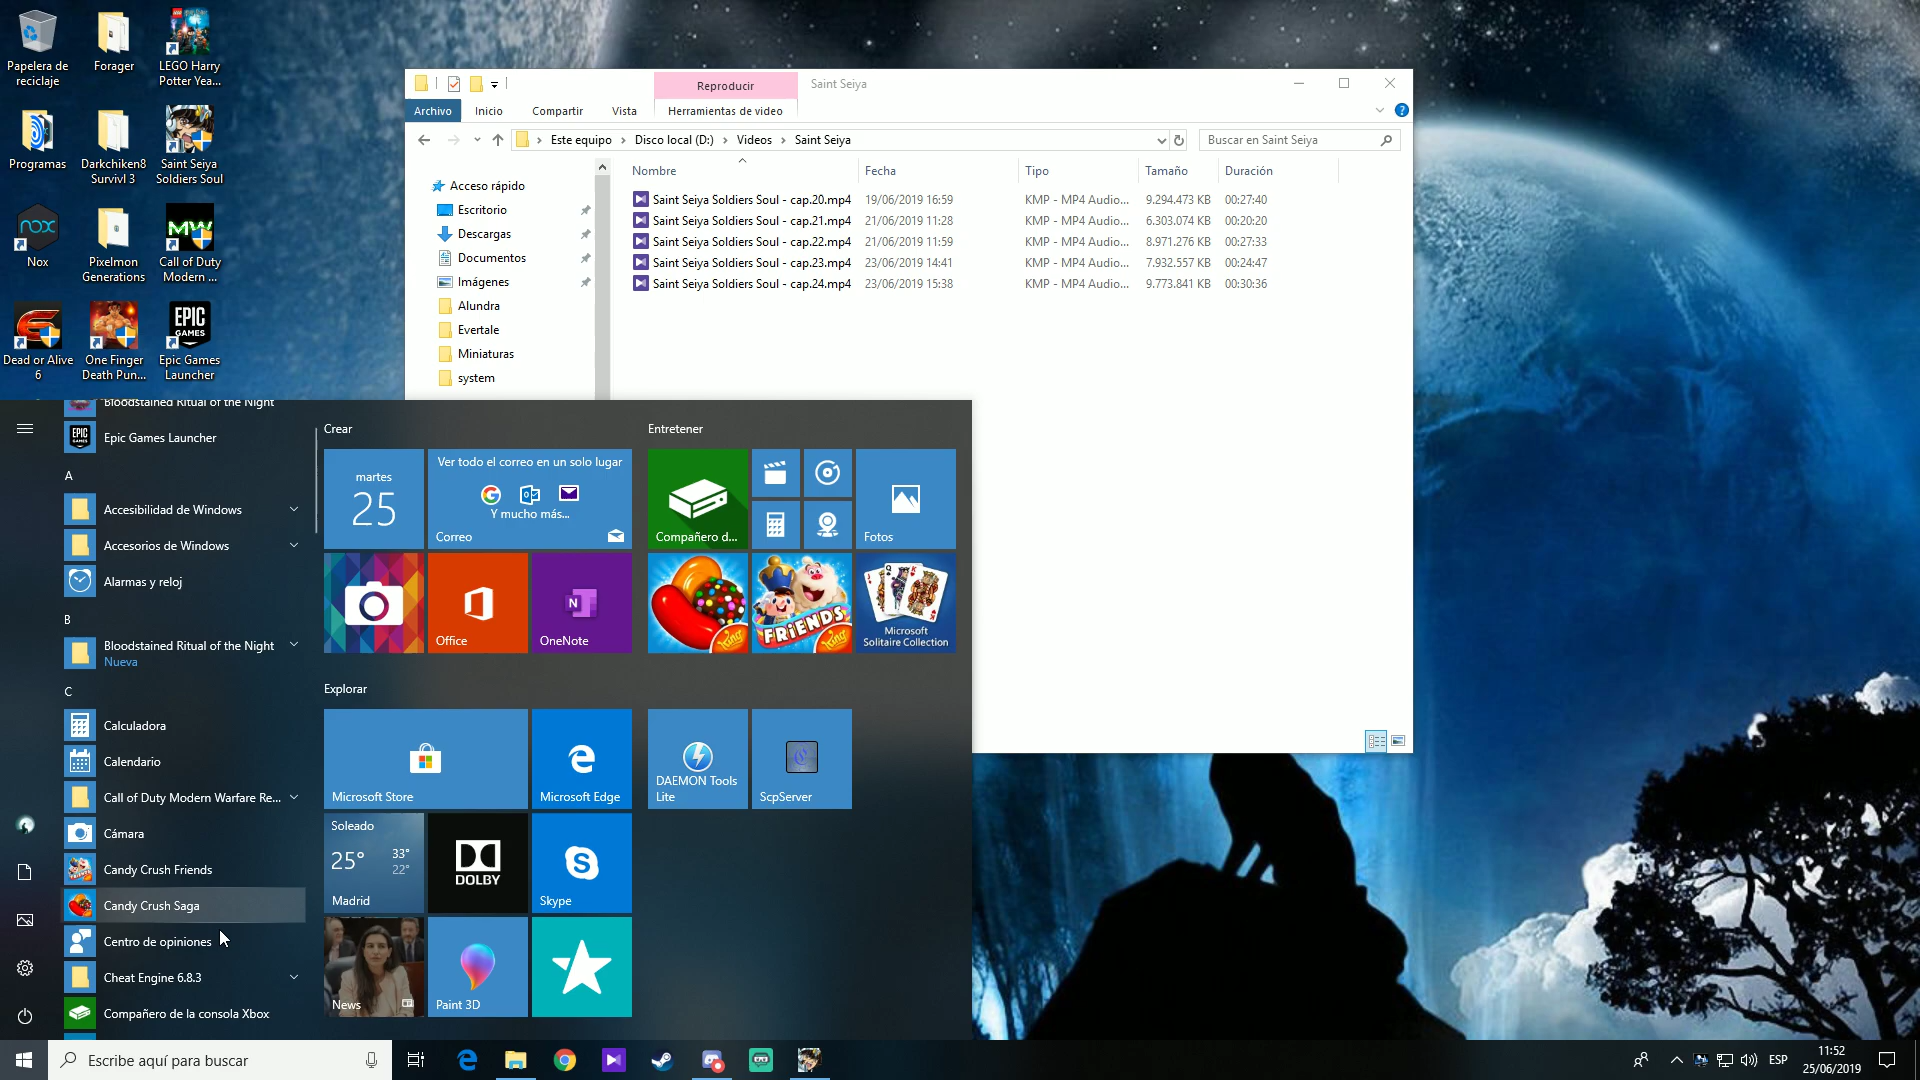 Papelera de
reciclaje
Forager
LEGO Harry
Potter Yea...
Programas
Darkchiken8
Survivl 3
Saint Seiya
Soldiers Soul
nox
Nox
Pixelmon
Generations
MW
Call of Duty
Modern ...
Dead or Alive
6
One Finger
Death Pun...
EPIC
GAMES
Epic Games
Launcher
Reproducir
Saint Seiya
Archivo
Inicio
Compartir
Vista
Herramientas de video
Este equipo
Disco local (D:)
Videos
Saint Seiya
Buscar en Saint Seiya
Nombre
Fecha
Tipo
Tamaño
Duración
Acceso rápido
Escritorio
Descargas
Documentos
Imágenes
Alundra
Evertale
Miniaturas
system
Saint Seiya Soldiers Soul - cap.20.mp4 19/06/2019 16:59 KMP - MP4 Audio... 9.294.473 KB 00:27:40
Saint Seiya Soldiers Soul - cap.21.mp4 21/06/2019 11:28 KMP - MP4 Audio... 6.303.074 KB 00:20:20
Saint Seiya Soldiers Soul - cap.22.mp4 21/06/2019 11:59 KMP - MP4 Audio... 8.971.276 KB 00:27:33
Saint Seiya Soldiers Soul - cap.23.mp4 23/06/2019 14:41 KMP - MP4 Audio... 7.932.557 KB 00:24:47
Saint Seiya Soldiers Soul - cap.24.mp4 23/06/2019 15:38 KMP - MP4 Audio... 9.773.841 KB 00:30:36
Bloodstained Ritual of the Night
Epic Games Launcher
A
Accesibilidad de Windows
Accesorios de Windows
Alarmas y reloj
B
Bloodstained Ritual of the Night
Nueva
C
Calculadora
Calendario
Call of Duty Modern Warfare Re...
Cámara
Candy Crush Friends
Candy Crush Saga
Centro de opiniones
Cheat Engine 6.8.3
Compañero de la consola Xbox
Crear
martes
25
Ver todo el correo en un solo lugar
Y mucho más...
Correo
Office
OneNote
Entretener
Compañero d...
Fotos
King
FRIENDS
King
Microsoft
Solitaire Collection
Explorar
Microsoft Store
Microsoft Edge
DAEMON Tools
Lite
ScpServer
Soleado
25° 33°
22°
Madrid
DOLBY
Skype
News
Paint 3D
Escribe aquí para buscar
ESP
11:52
25/06/2019